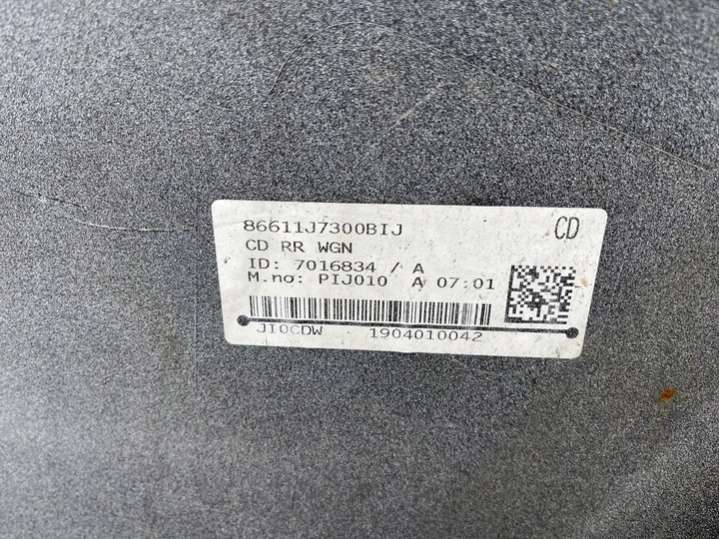 86611J7300BIJ CD
CD RR WGN
ID: 7016834 / A
M.no: PIJ010 A 07:01
JI0CDW 1904010042